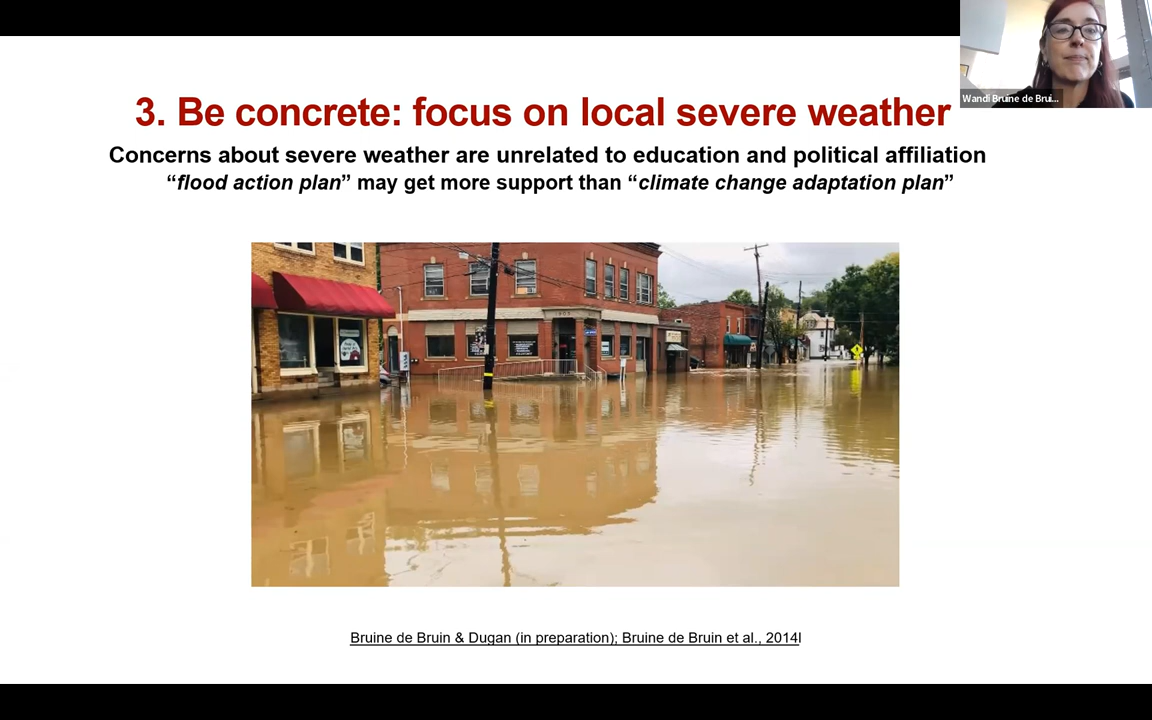 3. Be concrete: focus on local severe weather
Concerns about severe weather are unrelated to education and political affiliation
“flood action plan” may get more support than “climate change adaptation plan”
Bruine de Bruin & Dugan (in preparation); Bruine de Bruin et al., 2014l
Wandi Bruine de Brui...